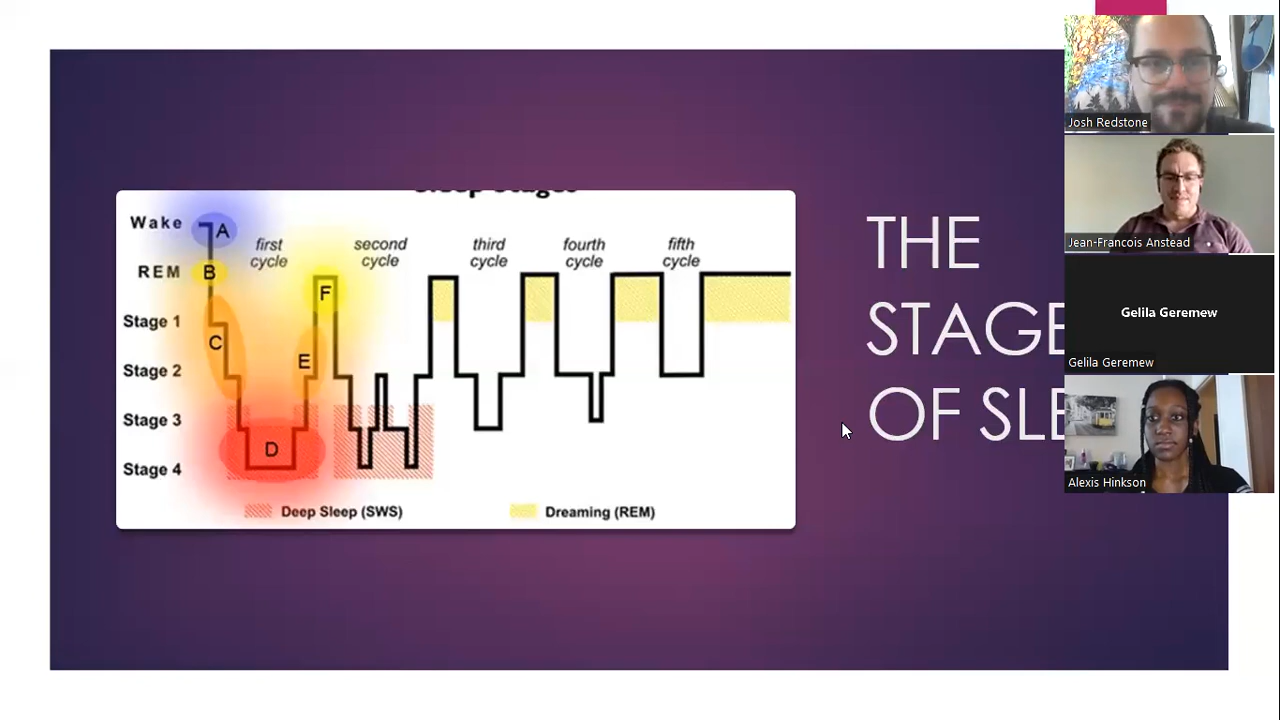 Sleep Stages
Wake
A
first
cycle
second
cycle
third
cycle
fourth
cycle
fifth
cycle
REM
B
F
Stage 1
C
E
Stage 2
Stage 3
D
Stage 4
Deep Sleep (SWS)
Dreaming (REM)
THE
STAGE
OF SLE
Josh Redstone
Jean-Francois Anstead
Gelila Geremew
Gelila Geremew
Alexis Hinkson